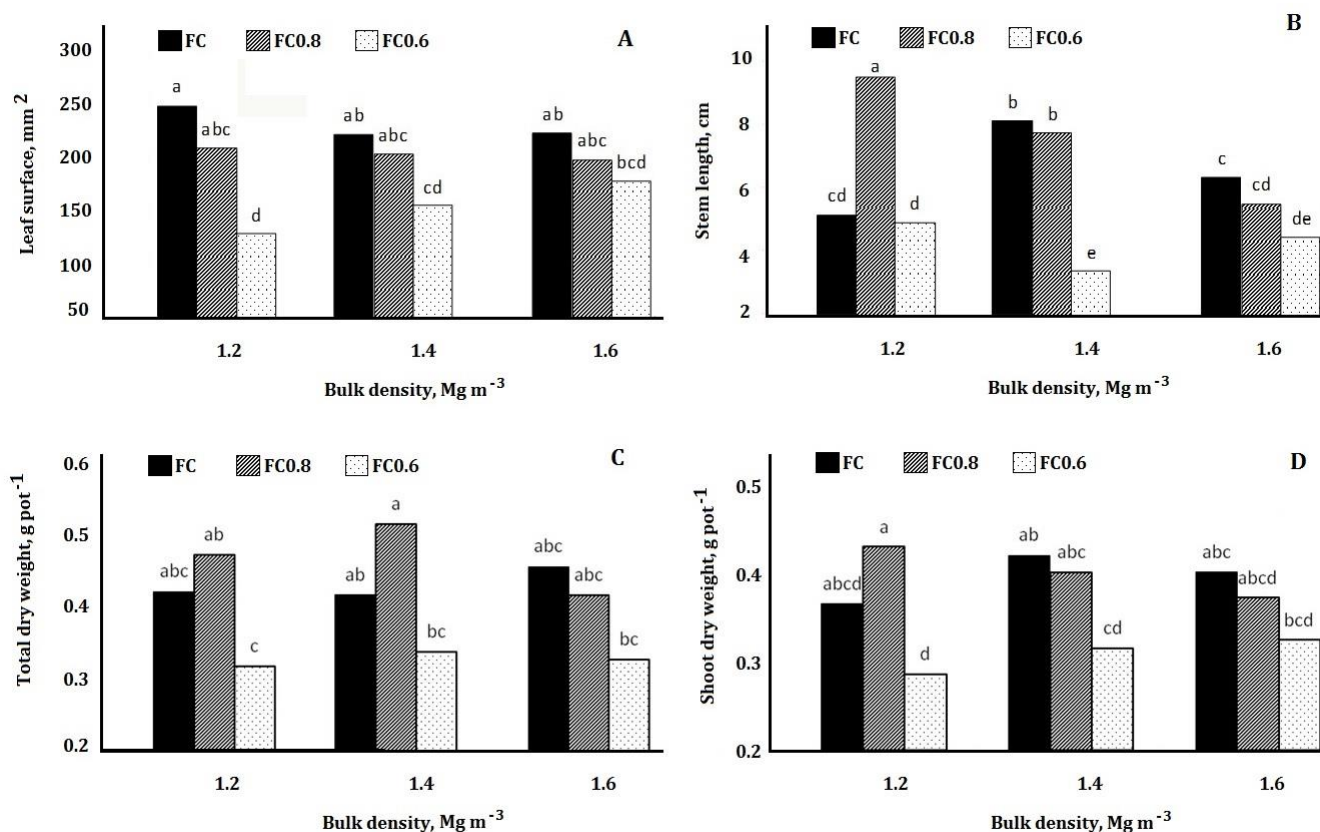 FC FC0.8 FC0.6 A
Leaf surface, mm 2
300
250
200
150
100
50
a abc d
ab abc cd
ab abc bcd
1.2 1.4 1.6
Bulk density, Mg m -3
FC FC0.8 FC0.6 B
Stem length, cm
10
8
6
4
2
cd a d
b b e
c cd de
1.2 1.4 1.6
Bulk density, Mg m -3
FC FC0.8 FC0.6 C
Total dry weight, g pot-1
0.6
0.5
0.4
0.3
0.2
abc ab c
ab a bc
abc abc bc
1.2 1.4 1.6
Bulk density, Mg m -3
FC FC0.8 FC0.6 D
Shoot dry weight, g pot-1
0.5
0.4
0.3
0.2
abcd a d
ab abc cd
abc abcd bcd
1.2 1.4 1.6
Bulk density, Mg m -3